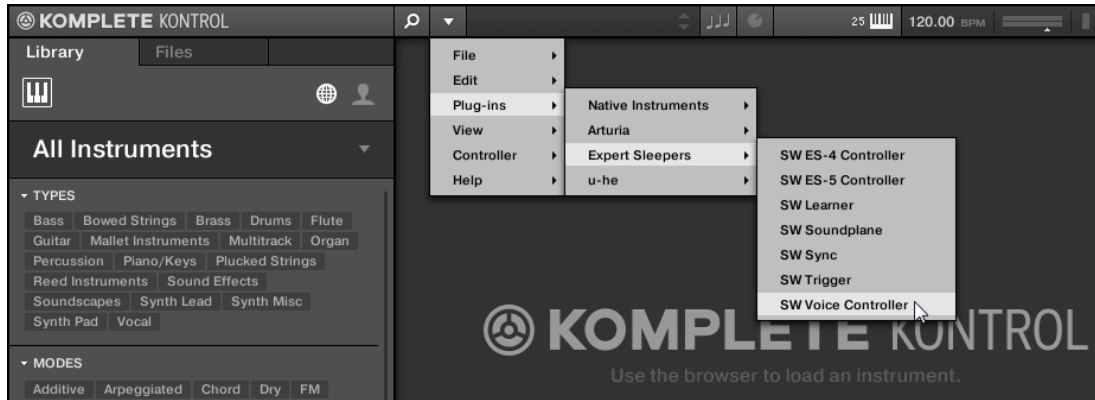 KOMPLETE KONTROL
25
120.00 BPM
Library
Files
All Instruments
TYPES
Bass
Bowed Strings
Brass
Drums
Flute
Guitar
Mallet Instruments
Multitrack
Organ
Percussion
Piano/Keys
Plucked Strings
Reed Instruments
Sound Effects
Soundscapes
Synth Lead
Synth Misc
Synth Pad
Vocal
MODES
Additive
Arpeggiated
Chord
Dry
FM
File
Edit
Plug-ins
View
Controller
Help
Native Instruments
Arturia
Expert Sleepers
u-he
SW ES-4 Controller
SW ES-5 Controller
SW Learner
SW Soundplane
SW Sync
SW Trigger
SW Voice Controller
KOMPLETE KONTROL
Use the browser to load an instrument.